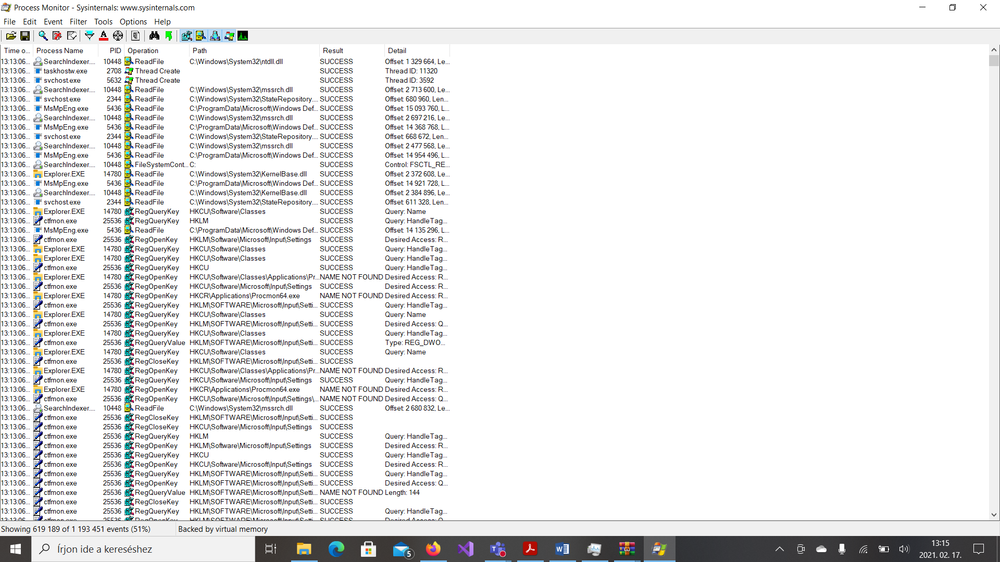 Process Monitor - Sysinternals: www.sysinternals.com
File Edit Event Filter Tools Options Help
Time o... Process Name PID Operation Path Result Detail
13:13:06... SearchIndexer.... 10448 ReadFile C:\Windows\System32\ntdll.dll SUCCESS Offset: 1 329 664, Le...
13:13:06... taskhostw.exe 2708 Thread Create SUCCESS Thread ID: 11320
13:13:06... svchost.exe 5632 Thread Create SUCCESS Thread ID: 3592
13:13:06... SearchIndexer.... 10448 ReadFile C:\Windows\System32\mssrch.dll SUCCESS Offset: 2 713 600, Le...
13:13:06... svchost.exe 2344 ReadFile C:\Windows\System32\StateRepository.... SUCCESS Offset: 680 960, Len...
13:13:06... MsMpEng.exe 5436 ReadFile C:\ProgramData\Microsoft\Windows Def... SUCCESS Offset: 15 093 760, L...
13:13:06... SearchIndexer.... 10448 ReadFile C:\Windows\System32\mssrch.dll SUCCESS Offset: 2 697 216, Le...
13:13:06... MsMpEng.exe 5436 ReadFile C:\ProgramData\Microsoft\Windows Def... SUCCESS Offset: 14 368 768, L...
13:13:06... svchost.exe 2344 ReadFile C:\Windows\System32\StateRepository.... SUCCESS Offset: 668 672, Len...
13:13:06... SearchIndexer.... 10448 ReadFile C:\Windows\System32\mssrch.dll SUCCESS Offset: 2 477 568, Le...
13:13:06... MsMpEng.exe 5436 ReadFile C:\ProgramData\Microsoft\Windows Def... SUCCESS Offset: 14 954 496, L...
13:13:06... SearchIndexer.... 10448 FileSystemCont... C: SUCCESS Control: FSCTL_RE...
13:13:06... Explorer.EXE 14780 ReadFile C:\Windows\System32\KernelBase.dll SUCCESS Offset: 2 372 608, Le...
13:13:06... MsMpEng.exe 5436 ReadFile C:\ProgramData\Microsoft\Windows Def... SUCCESS Offset: 14 921 728, L...
13:13:06... SearchIndexer.... 10448 ReadFile C:\Windows\System32\KernelBase.dll SUCCESS Offset: 2 384 896, Le...
13:13:06... svchost.exe 2344 ReadFile C:\Windows\System32\StateRepository.... SUCCESS Offset: 611 328, Len...
13:13:06... Explorer.EXE 14780 RegQueryKey HKCU\Software\Classes SUCCESS Query: Name
13:13:06... ctfmon.exe 25536 RegQueryKey HKLM SUCCESS Query: HandleTag...
13:13:06... MsMpEng.exe 5436 ReadFile C:\ProgramData\Microsoft\Windows Def... SUCCESS Offset: 14 135 296, L...
13:13:06... ctfmon.exe 25536 RegOpenKey HKLM\Software\Microsoft\Input\Settings SUCCESS Desired Access: R...
13:13:06... Explorer.EXE 14780 RegQueryKey HKCU\Software\Classes SUCCESS Query: HandleTag...
13:13:06... Explorer.EXE 14780 RegQueryKey HKCU\Software\Classes SUCCESS Query: HandleTag...
13:13:06... ctfmon.exe 25536 RegQueryKey HKCU SUCCESS Query: HandleTag...
13:13:06... Explorer.EXE 14780 RegOpenKey HKCU\Software\Classes\Applications\Pr... NAME NOT FOUND Desired Access: R...
13:13:06... ctfmon.exe 25536 RegOpenKey HKCU\Software\Microsoft\Input\Settings SUCCESS Desired Access: R...
13:13:06... Explorer.EXE 14780 RegOpenKey HKCR\Applications\Procmon64.exe NAME NOT FOUND Desired Access: R...
13:13:06... ctfmon.exe 25536 RegQueryKey HKLM\SOFTWARE\Microsoft\Input\Setti... SUCCESS Query: HandleTag...
13:13:06... Explorer.EXE 14780 RegQueryKey HKCU\Software\Classes SUCCESS Query: Name
13:13:06... ctfmon.exe 25536 RegOpenKey HKLM\SOFTWARE\Microsoft\Input\Setti... SUCCESS Desired Access: Q...
13:13:06... Explorer.EXE 14780 RegQueryKey HKCU\Software\Classes SUCCESS Query: HandleTag...
13:13:06... ctfmon.exe 25536 RegQueryValue HKLM\SOFTWARE\Microsoft\Input\Setti... SUCCESS Type: REG_DWO...
13:13:06... Explorer.EXE 14780 RegQueryKey HKCU\Software\Classes SUCCESS Query: Name
13:13:06... ctfmon.exe 25536 RegCloseKey HKLM\SOFTWARE\Microsoft\Input\Setti... SUCCESS
13:13:06... Explorer.EXE 14780 RegOpenKey HKCU\Software\Classes\Applications\Pr... NAME NOT FOUND Desired Access: R...
13:13:06... ctfmon.exe 25536 RegQueryKey HKCU\Software\Microsoft\Input\Settings SUCCESS Query: HandleTag...
13:13:06... Explorer.EXE 14780 RegOpenKey HKCR\Applications\Procmon64.exe NAME NOT FOUND Desired Access: R...
13:13:06... ctfmon.exe 25536 RegOpenKey HKCU\Software\Microsoft\Input\Settings\... NAME NOT FOUND Desired Access: Q...
13:13:06... SearchIndexer.... 10448 ReadFile C:\Windows\System32\mssrch.dll SUCCESS Offset: 2 680 832, Le...
13:13:06... ctfmon.exe 25536 RegCloseKey HKLM\SOFTWARE\Microsoft\Input\Setti... SUCCESS
13:13:06... ctfmon.exe 25536 RegCloseKey HKCU\Software\Microsoft\Input\Settings SUCCESS
13:13:06... ctfmon.exe 25536 RegQueryKey HKLM SUCCESS Query: HandleTag...
13:13:06... ctfmon.exe 25536 RegOpenKey HKLM\Software\Microsoft\Input\Settings SUCCESS Desired Access: R...
13:13:06... ctfmon.exe 25536 RegQueryKey HKCU SUCCESS Query: HandleTag...
13:13:06... ctfmon.exe 25536 RegOpenKey HKCU\Software\Microsoft\Input\Settings SUCCESS Desired Access: R...
13:13:06... ctfmon.exe 25536 RegQueryKey HKLM\SOFTWARE\Microsoft\Input\Setti... SUCCESS Query: HandleTag...
13:13:06... ctfmon.exe 25536 RegOpenKey HKLM\SOFTWARE\Microsoft\Input\Setti... SUCCESS Desired Access: Q...
13:13:06... ctfmon.exe 25536 RegQueryValue HKLM\SOFTWARE\Microsoft\Input\Setti... NAME NOT FOUND Length: 144
13:13:06... ctfmon.exe 25536 RegCloseKey HKLM\SOFTWARE\Microsoft\Input\Setti... SUCCESS
13:13:06... ctfmon.exe 25536 RegQueryKey HKLM\SOFTWARE\Microsoft\Input\Setti... SUCCESS Query: HandleTag...
13:13:06... ctfmon.exe 25536 RegOpenKey HKLM\SOFTWARE\Microsoft\Input\Setti... SUCCESS Desired Access: Q...
Showing 619 189 of 1 193 451 events (51%) Backed by virtual memory
Írjon ide a kereséshez 5 13:15
2021. 02. 17.